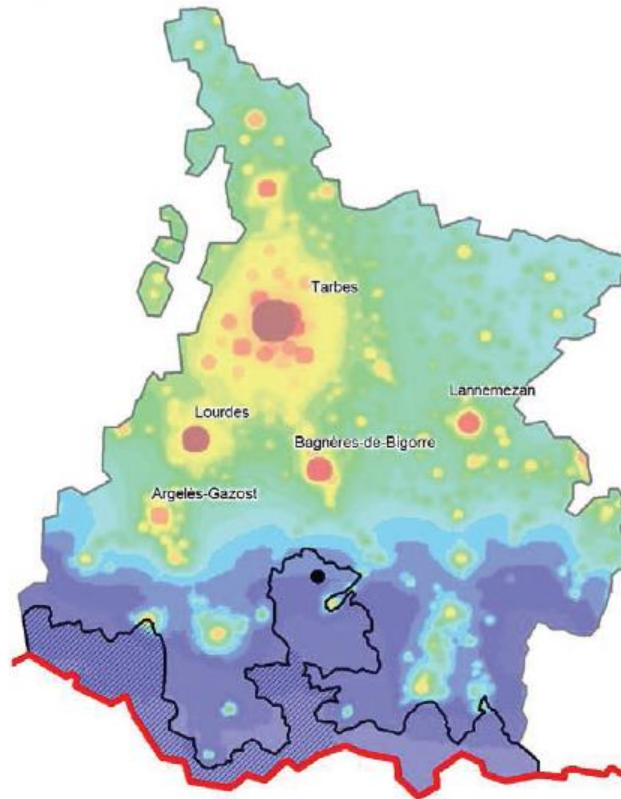 Tarbes
Lannemezan
Lourdes
Bagnères-de-Bigorre
Argelès-Gazost